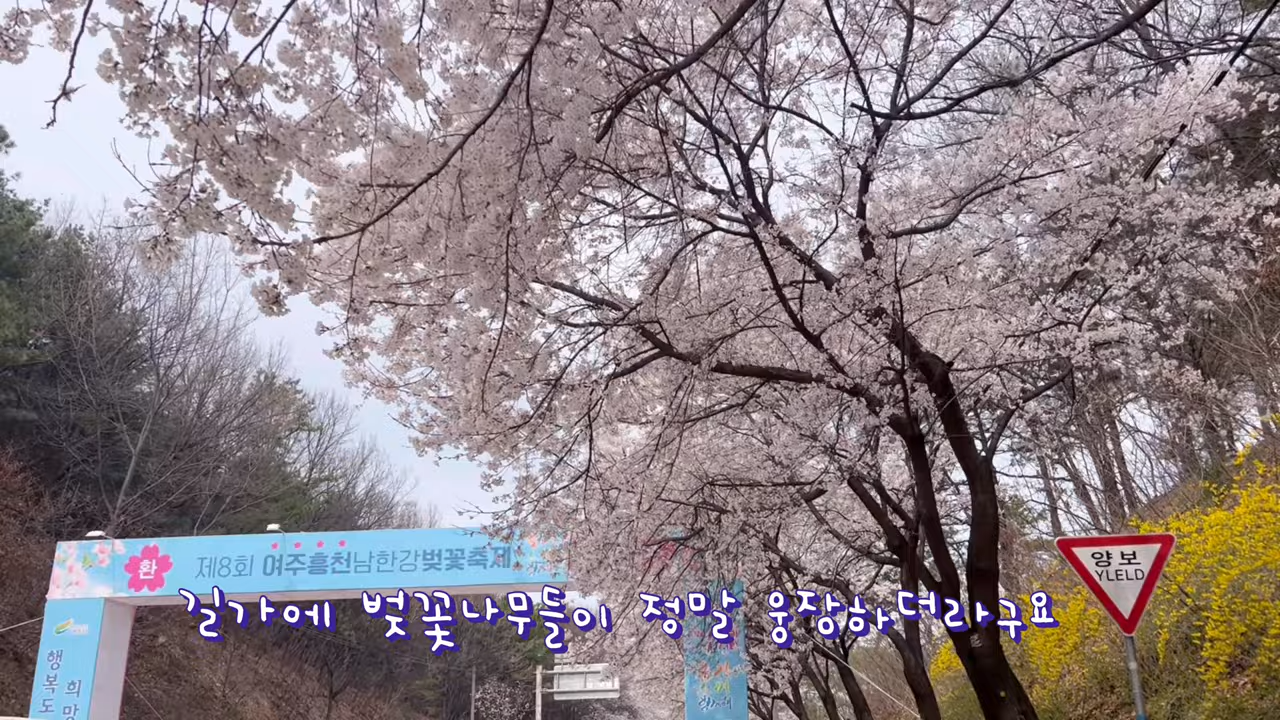 환 제8회 여주흥천남한강벚꽃축제
길가에 벚꽃나무들이 정말 웅장하더라구요
양보
YLELD
행복도
희망